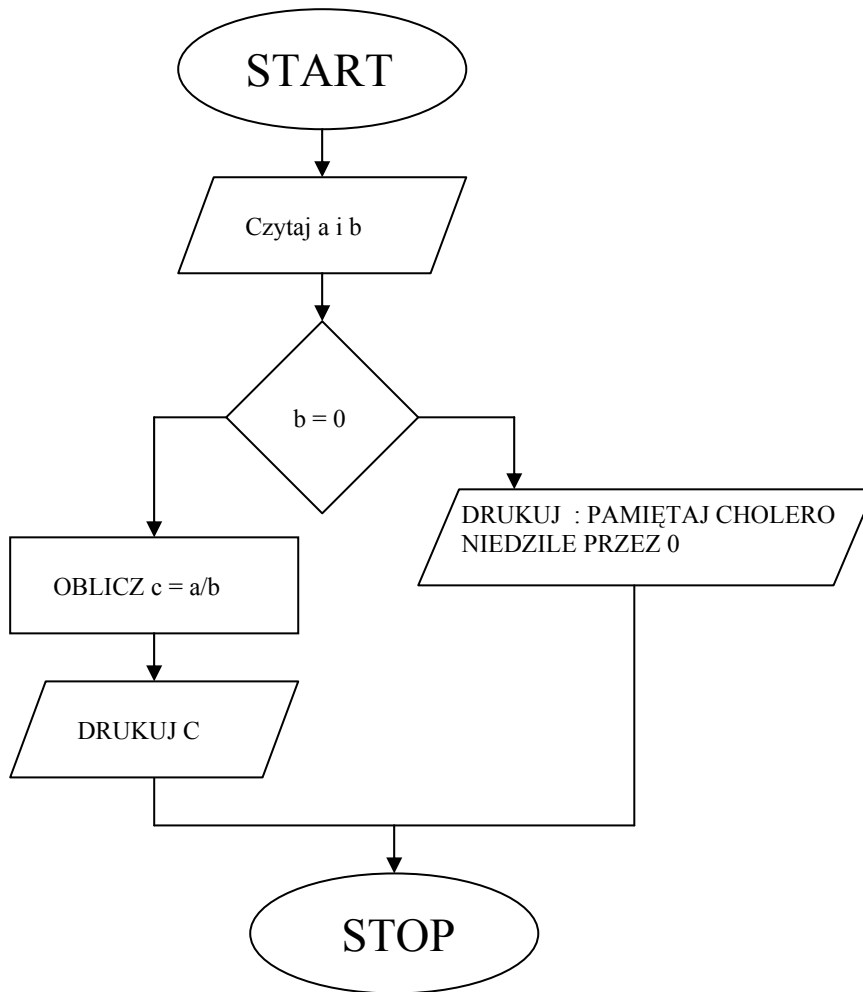 START
Czytaj a i b
b = 0
DRUKUJ : PAMIĘTAJ CHOLERO
NIEDZILE PRZEZ 0
OBLICZ c = a/b
DRUKUJ C
STOP